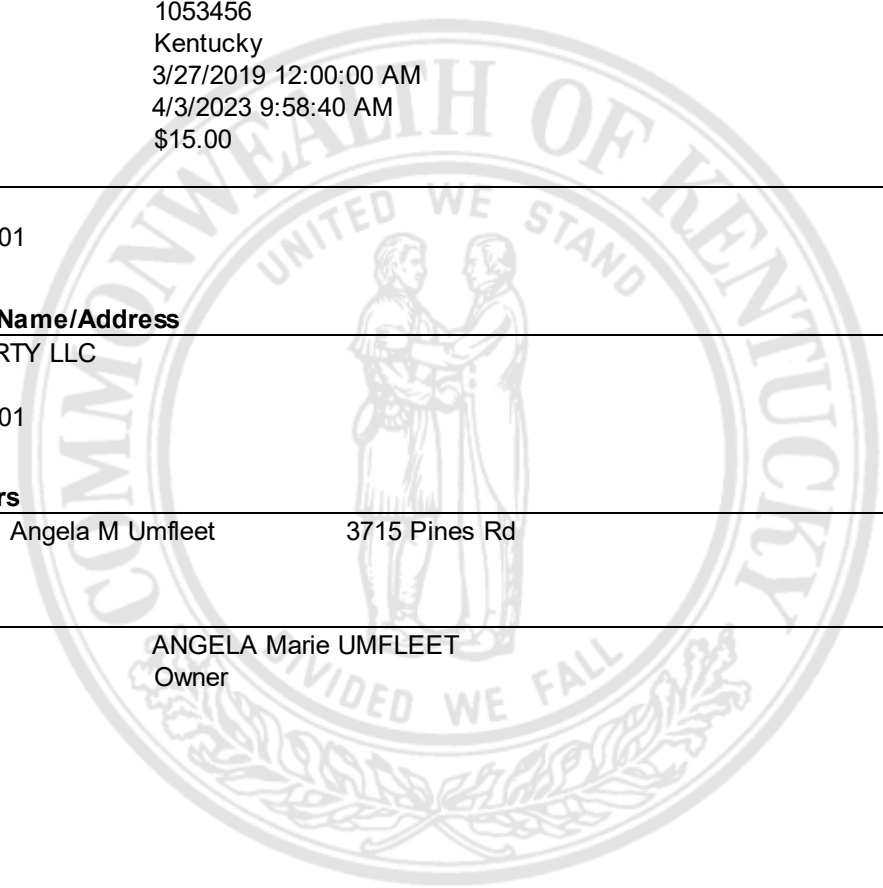 1053456
Kentucky
3/27/2019 12:00:00 AM
4/3/2023 9:58:40 AM
$15.00
01
Name/Address
RTY LLC
01
rs
Angela M Umfleet 3715 Pines Rd
ANGELA Marie UMFLEET
Owner
COMMONWEALTH OF KENTUCKY
UNITED WE STAND
DIVIDED WE FALL